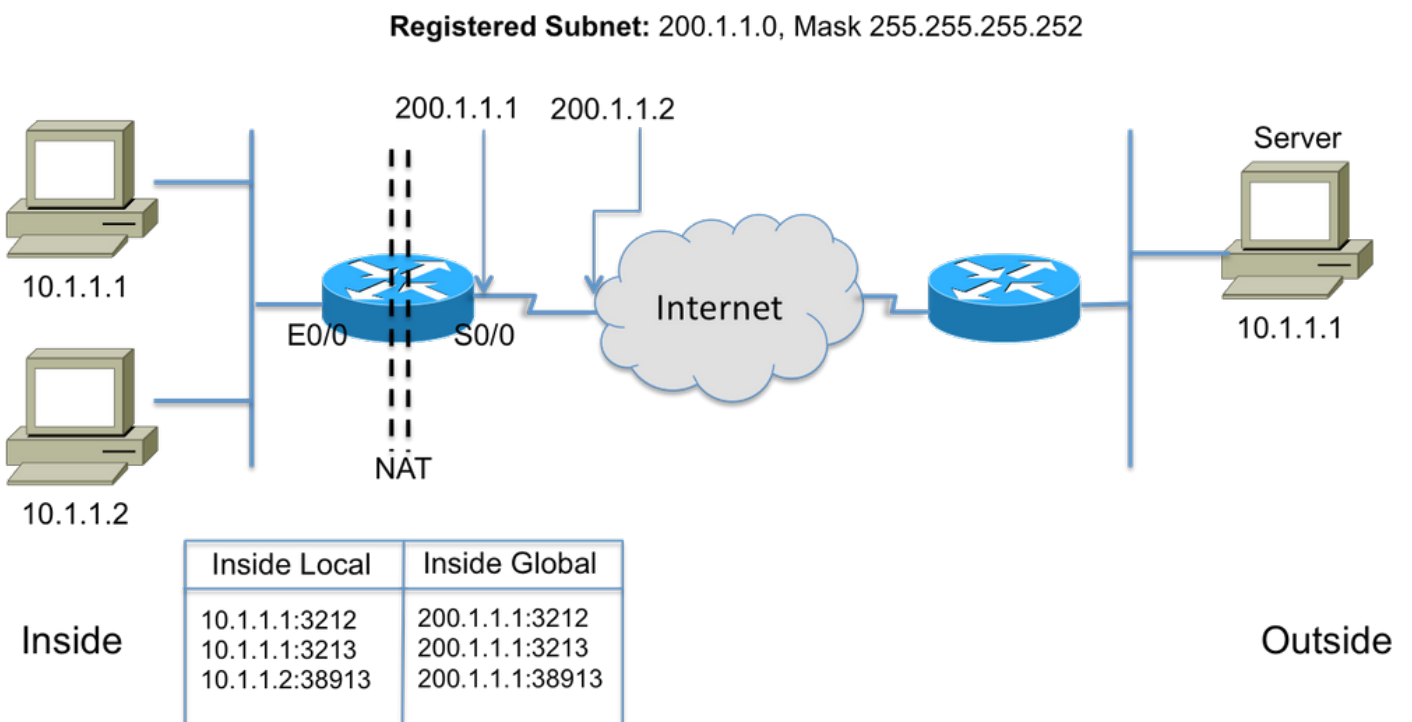 Registered Subnet: 200.1.1.0, Mask 255.255.255.252
200.1.1.1 200.1.1.2
Server
10.1.1.1
Internet
10.1.1.1
E0/0 S0/0
NAT
10.1.1.2
Inside Local Inside Global
10.1.1.1:3212 200.1.1.1:3212
10.1.1.1:3213 200.1.1.1:3213
10.1.1.2:38913 200.1.1.1:38913
Inside
Outside